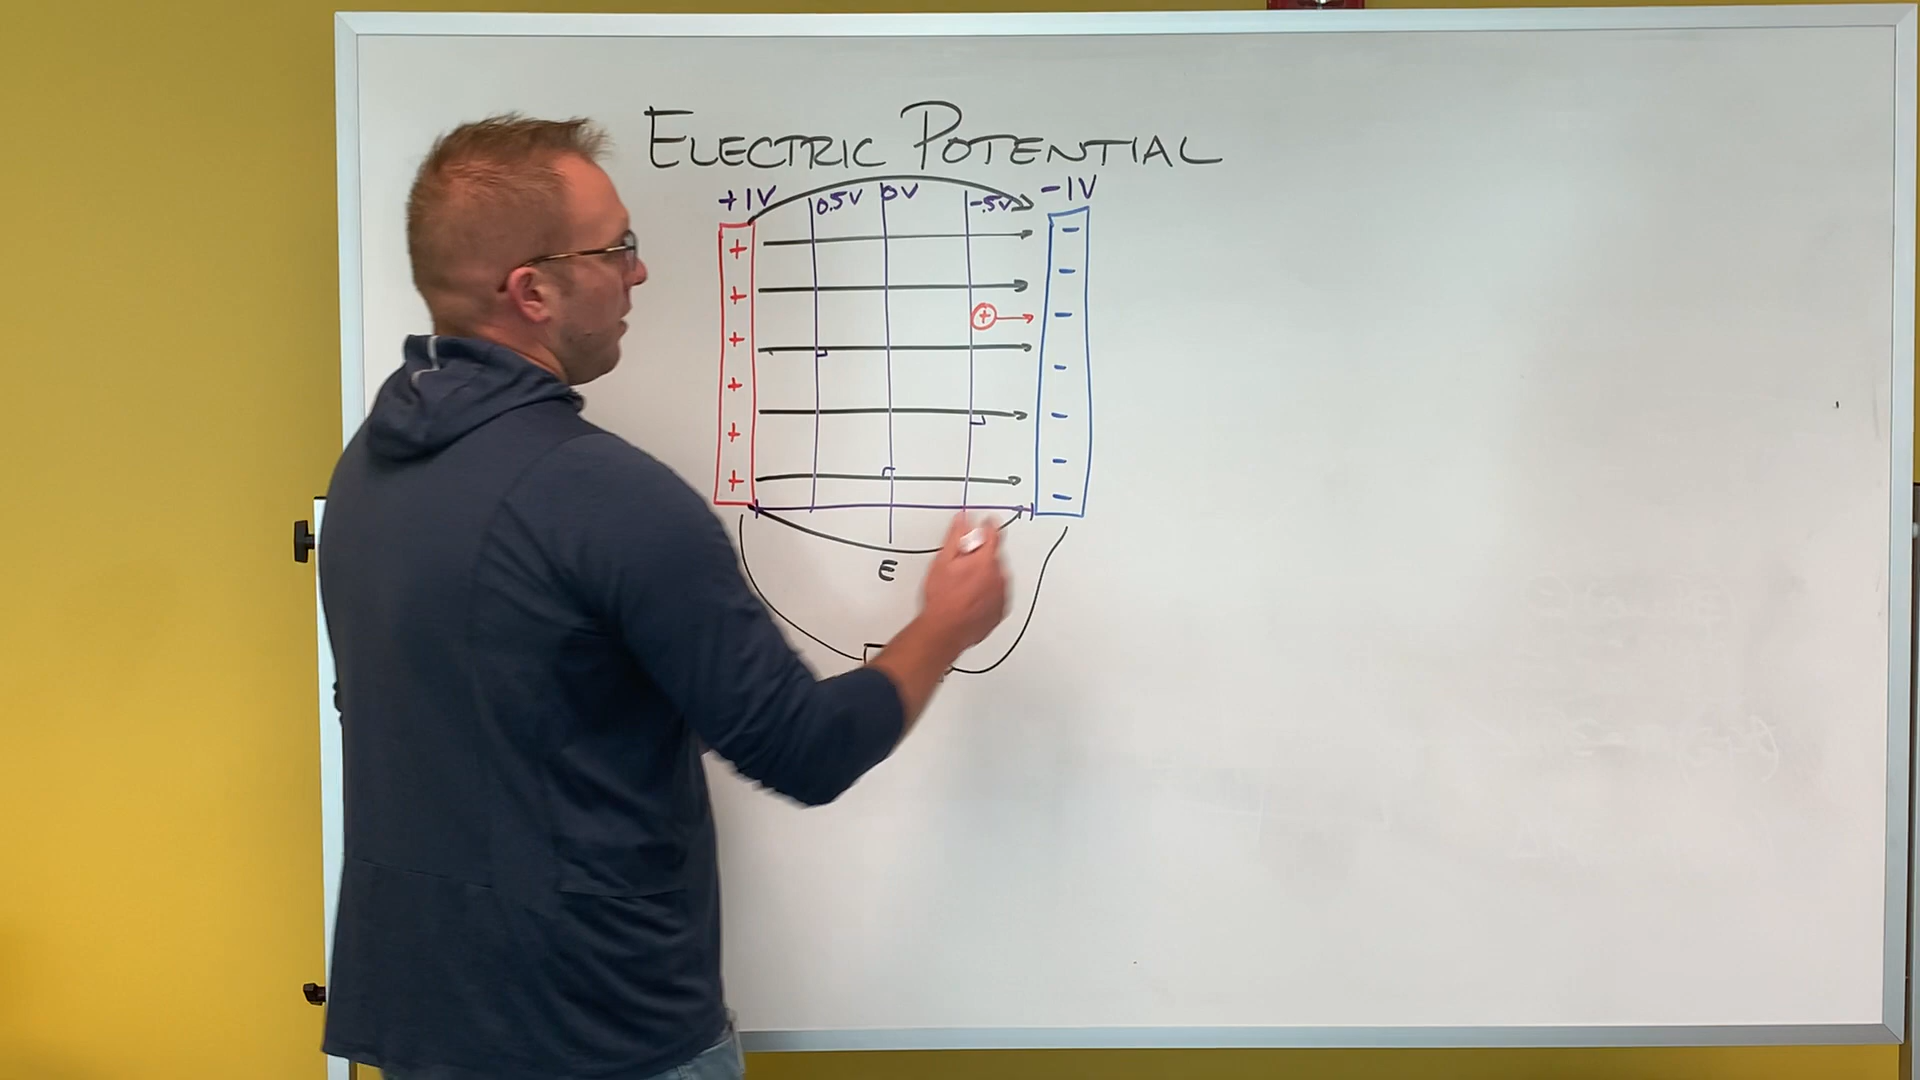 ELECTRIC POTENTIAL
+1V 0.5V 0V -.5V -1V
+ -
+ -
+ + -
+ -
+ -
+ -
-
E